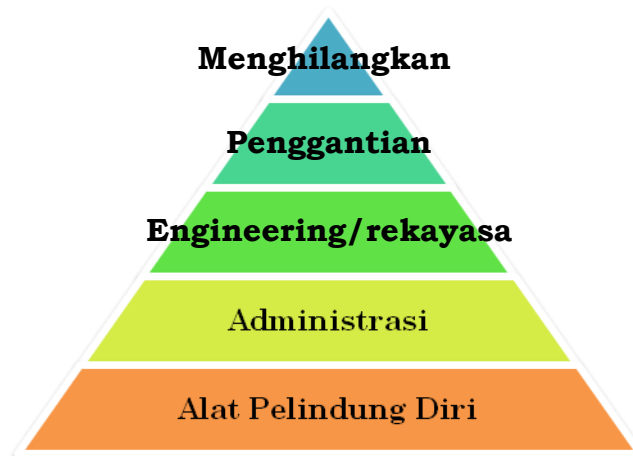 Menghilangkan
Penggantian
Engineering/rekayasa
Administrasi
Alat Pelindung Diri